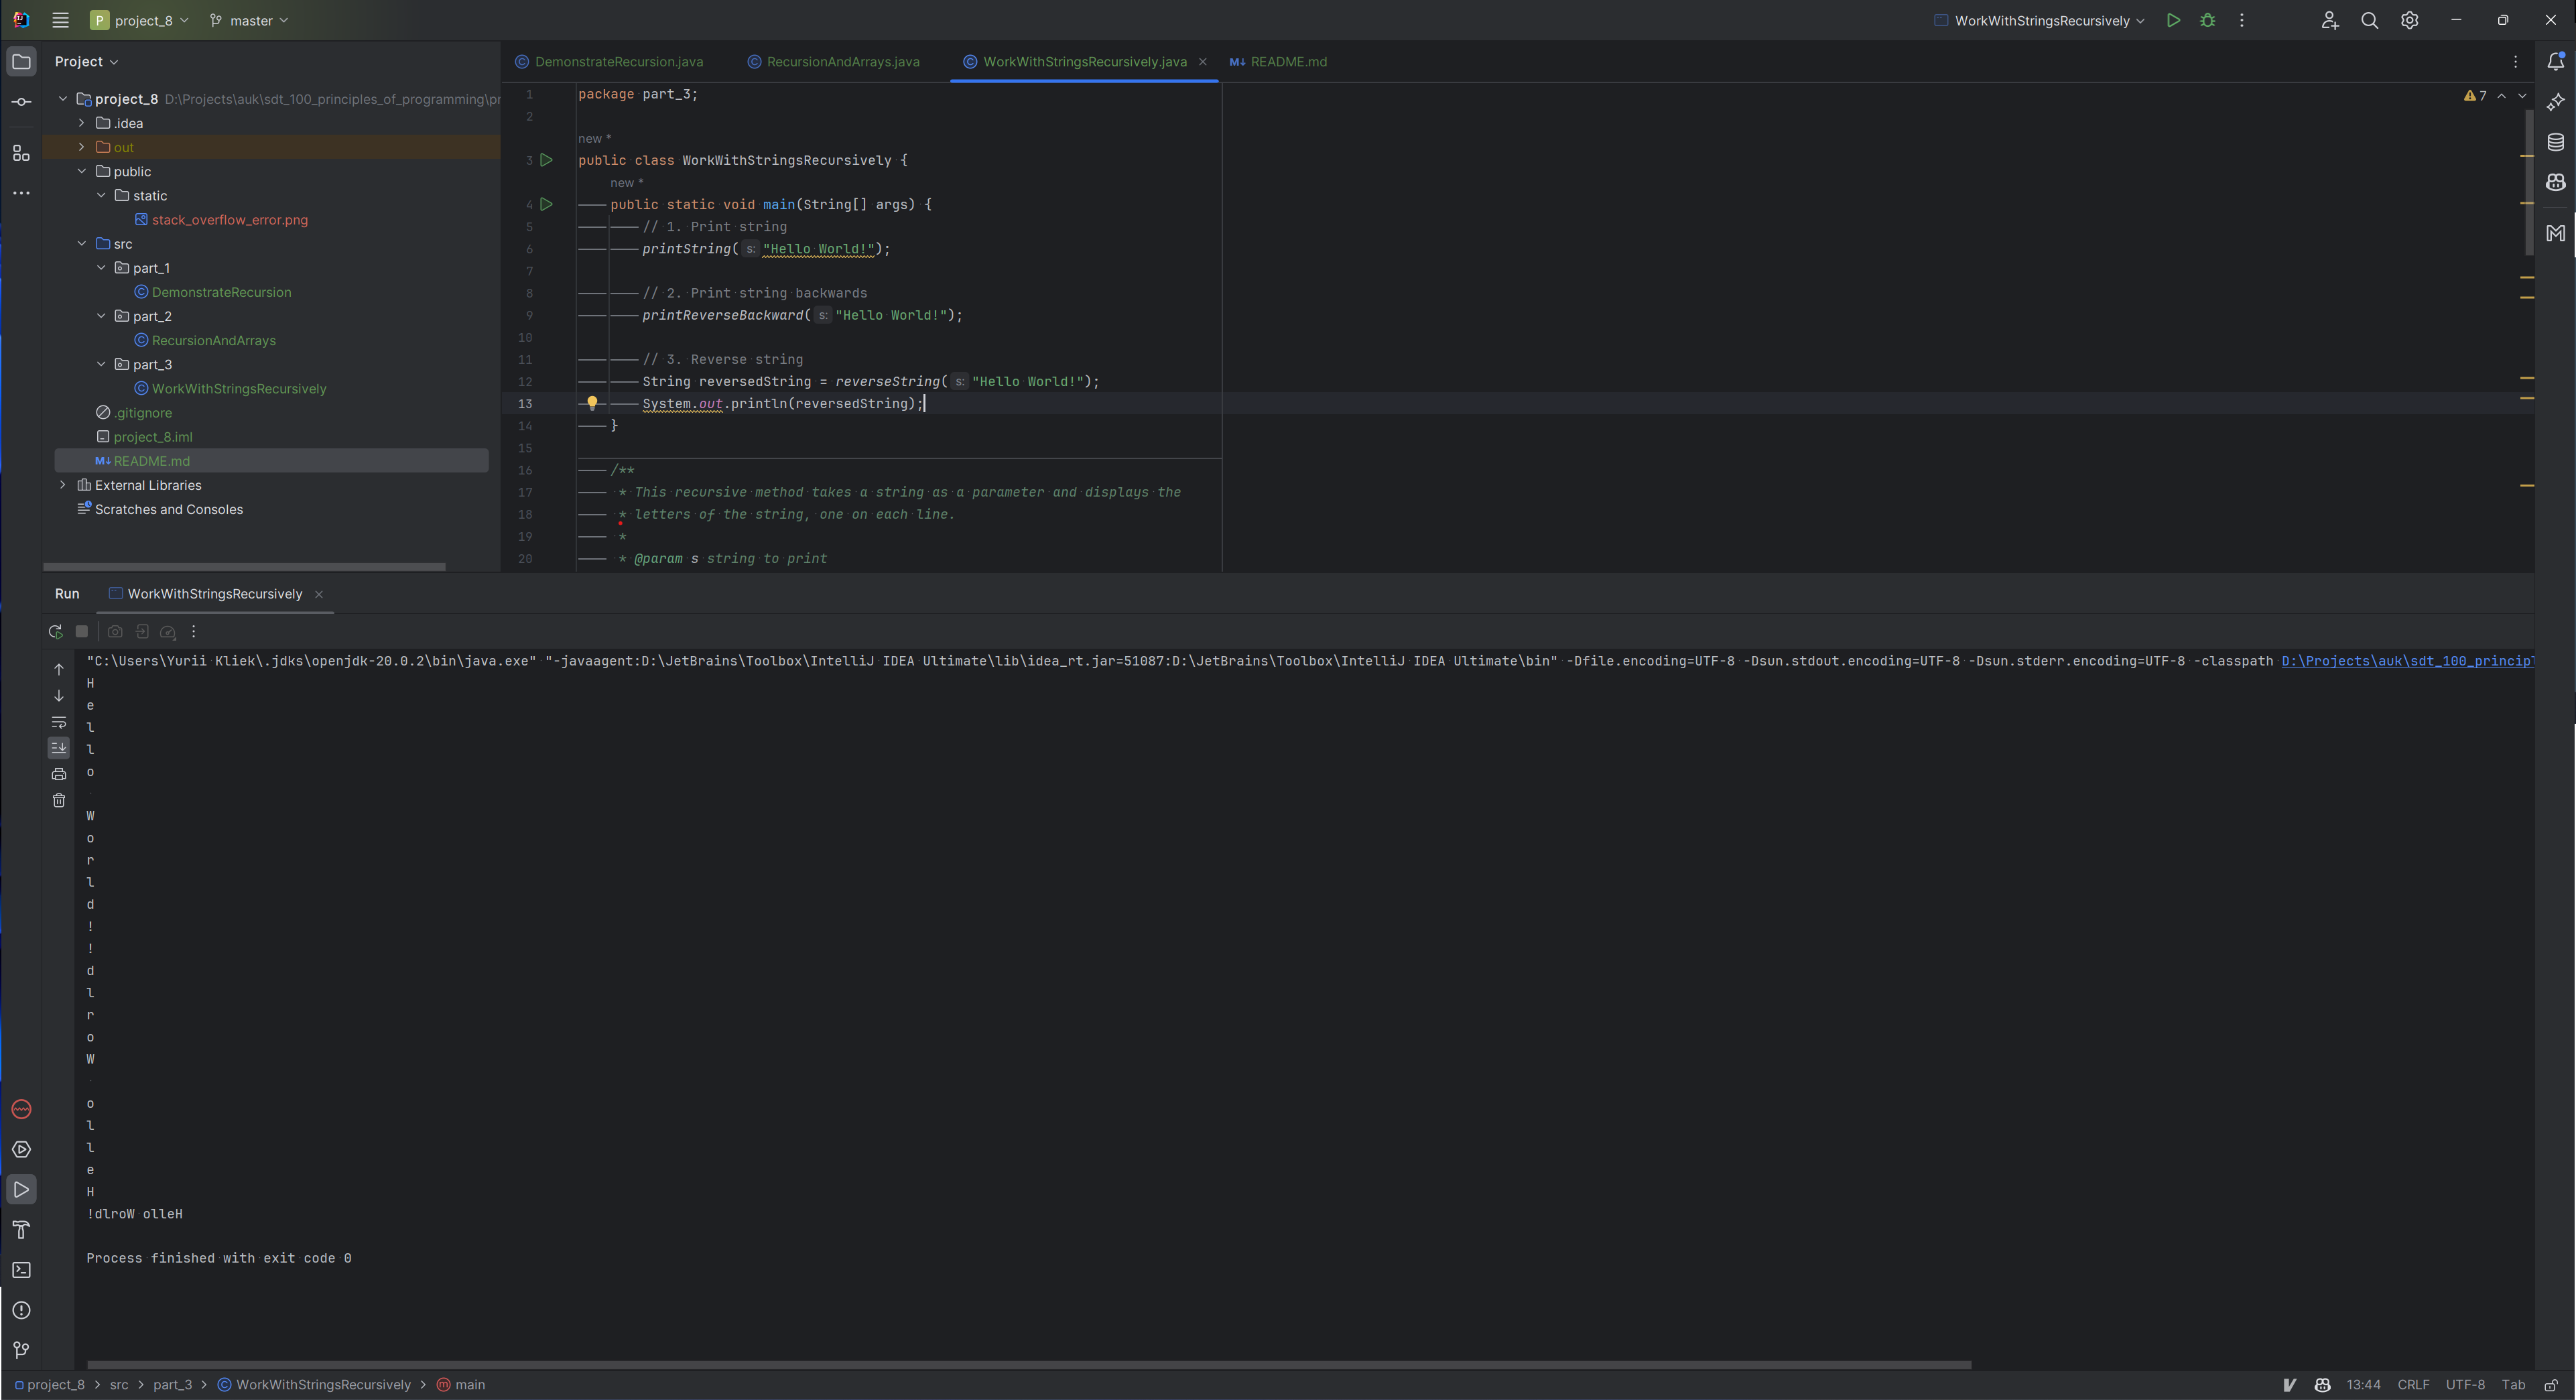 P project_8 master WorkWithStringsRecursively
Project
DemonstrateRecursion.java RecursionAndArrays.java WorkWithStringsRecursively.java README.md
project_8 D:\Projects\auk\sdt_100_principles_of_programming\pr
.idea
out
public
static
stack_overflow_error.png
src
part_1
DemonstrateRecursion
part_2
RecursionAndArrays
part_3
WorkWithStringsRecursively
.gitignore
project_8.iml
README.md
External Libraries
Scratches and Consoles
7
1 package part_3;
2
new *
3 public class WorkWithStringsRecursively {
new *
4 public static void main(String[] args) {
5 // 1. Print string
6 printString( s: "Hello World!");
7
8 // 2. Print string backwards
9 printReverseBackward( s: "Hello World!");
10
11 // 3. Reverse string
12 String reversedString = reverseString( s: "Hello World!");
13 System.out.println(reversedString);
14 }
15
16 /**
17 * This recursive method takes a string as a parameter and displays the
18 * letters of the string, one on each line.
19 *
20 * @param s string to print
Run WorkWithStringsRecursively
"C:\Users\Yurii Kliek\.jdks\openjdk-20.0.2\bin\java.exe" "-javaagent:D:\JetBrains\Toolbox\IntelliJ IDEA Ultimate\lib\idea_rt.jar=51087:D:\JetBrains\Toolbox\IntelliJ IDEA Ultimate\bin" -Dfile.encoding=UTF-8 -Dsun.stdout.encoding=UTF-8 -Dsun.stderr.encoding=UTF-8 -classpath D:\Projects\auk\sdt_100_princip
H
e
l
l
o
W
o
r
l
d
!
!
d
l
r
o
W
o
l
l
e
H
!dlroW olleH
Process finished with exit code 0
project_8 > src > part_3 > WorkWithStringsRecursively > m main
13:44 CRLF UTF-8 Tab